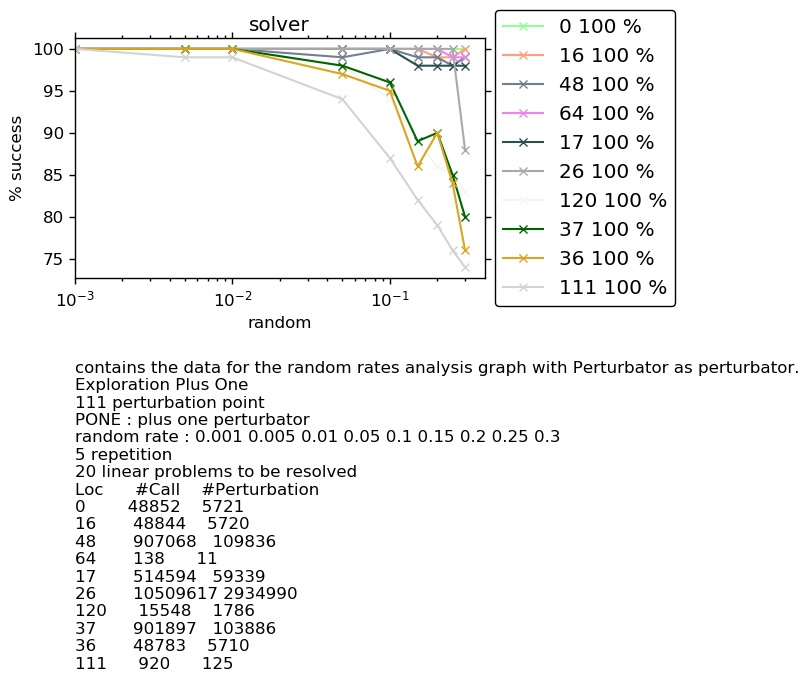 solver
100
95
90
85
80
75
% success
10⁻³ 10⁻² 10⁻¹
random
0 100 %
16 100 %
48 100 %
64 100 %
17 100 %
26 100 %
120 100 %
37 100 %
36 100 %
111 100 %
contains the data for the random rates analysis graph with Perturbator as perturbator.
Exploration Plus One
111 perturbation point
PONE : plus one perturbator
random rate : 0.001 0.005 0.01 0.05 0.1 0.15 0.2 0.25 0.3
5 repetition
20 linear problems to be resolved
Loc #Call #Perturbation
0 48852 5721
16 48844 5720
48 907068 109836
64 138 11
17 514594 59339
26 10509617 2934990
120 15548 1786
37 901897 103886
36 48783 5710
111 920 125